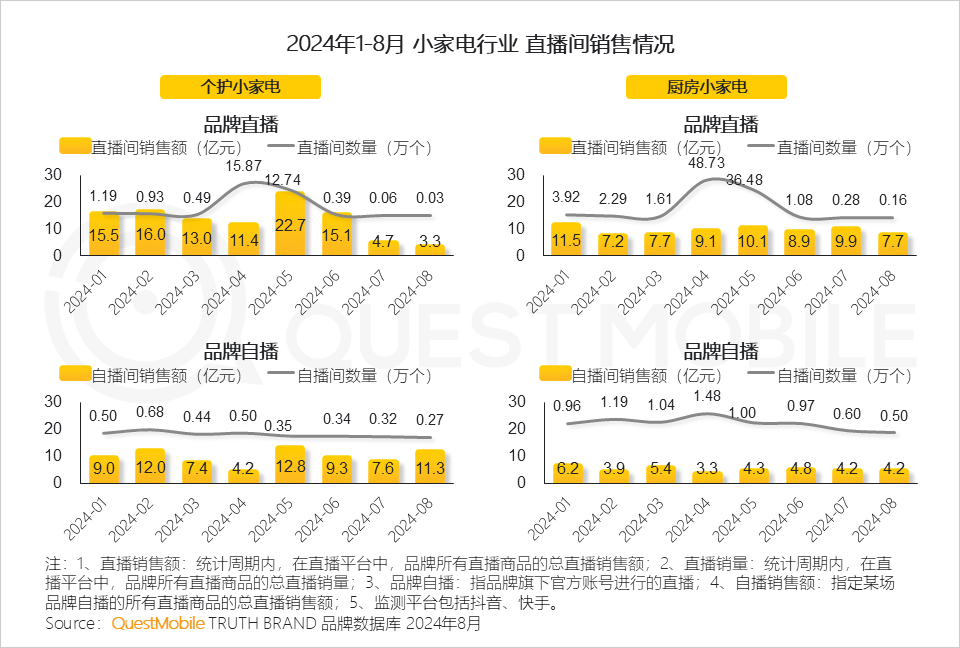 2024年1-8月 小家电行业 直播间销售情况
个护小家电
品牌直播
直播间销售额（亿元） 直播间数量（万个）
30
20
10
0
1.19 0.93 0.49 15.87 12.74 0.39 0.06 0.03
15.5 16.0 13.0 11.4 22.7 15.1 4.7 3.3
2024-01 2024-02 2024-03 2024-04 2024-05 2024-06 2024-07 2024-08
品牌自播
自播间销售额（亿元） 自播间数量（万个）
30
20
10
0
0.50 0.68 0.44 0.50 0.35 0.34 0.32 0.27
9.0 12.0 7.4 4.2 12.8 9.3 7.6 11.3
2024-01 2024-02 2024-03 2024-04 2024-05 2024-06 2024-07 2024-08
厨房小家电
品牌直播
直播间销售额（亿元） 直播间数量（万个）
30
20
10
0
3.92 2.29 1.61 48.73 36.48 1.08 0.28 0.16
11.5 7.2 7.7 9.1 10.1 8.9 9.9 7.7
2024-01 2024-02 2024-03 2024-04 2024-05 2024-06 2024-07 2024-08
品牌自播
自播间销售额（亿元） 自播间数量（万个）
30
20
10
0
0.96 1.19 1.04 1.48 1.00 0.97 0.60 0.50
6.2 3.9 5.4 3.3 4.3 4.8 4.2 4.2
2024-01 2024-02 2024-03 2024-04 2024-05 2024-06 2024-07 2024-08
QUEST MOBILE
注：1、直播销售额：统计周期内，在直播平台中，品牌所有直播商品的总直播销售额；2、直播销量：统计周期内，在直
播平台中，品牌所有直播商品的总直播销量；3、品牌自播：指品牌旗下官方账号进行的直播；4、自播销售额：指定某场
品牌自播的所有直播商品的总直播销售额；5、监测平台包括抖音、快手。
Source：QuestMobile TRUTH BRAND 品牌数据库 2024年8月